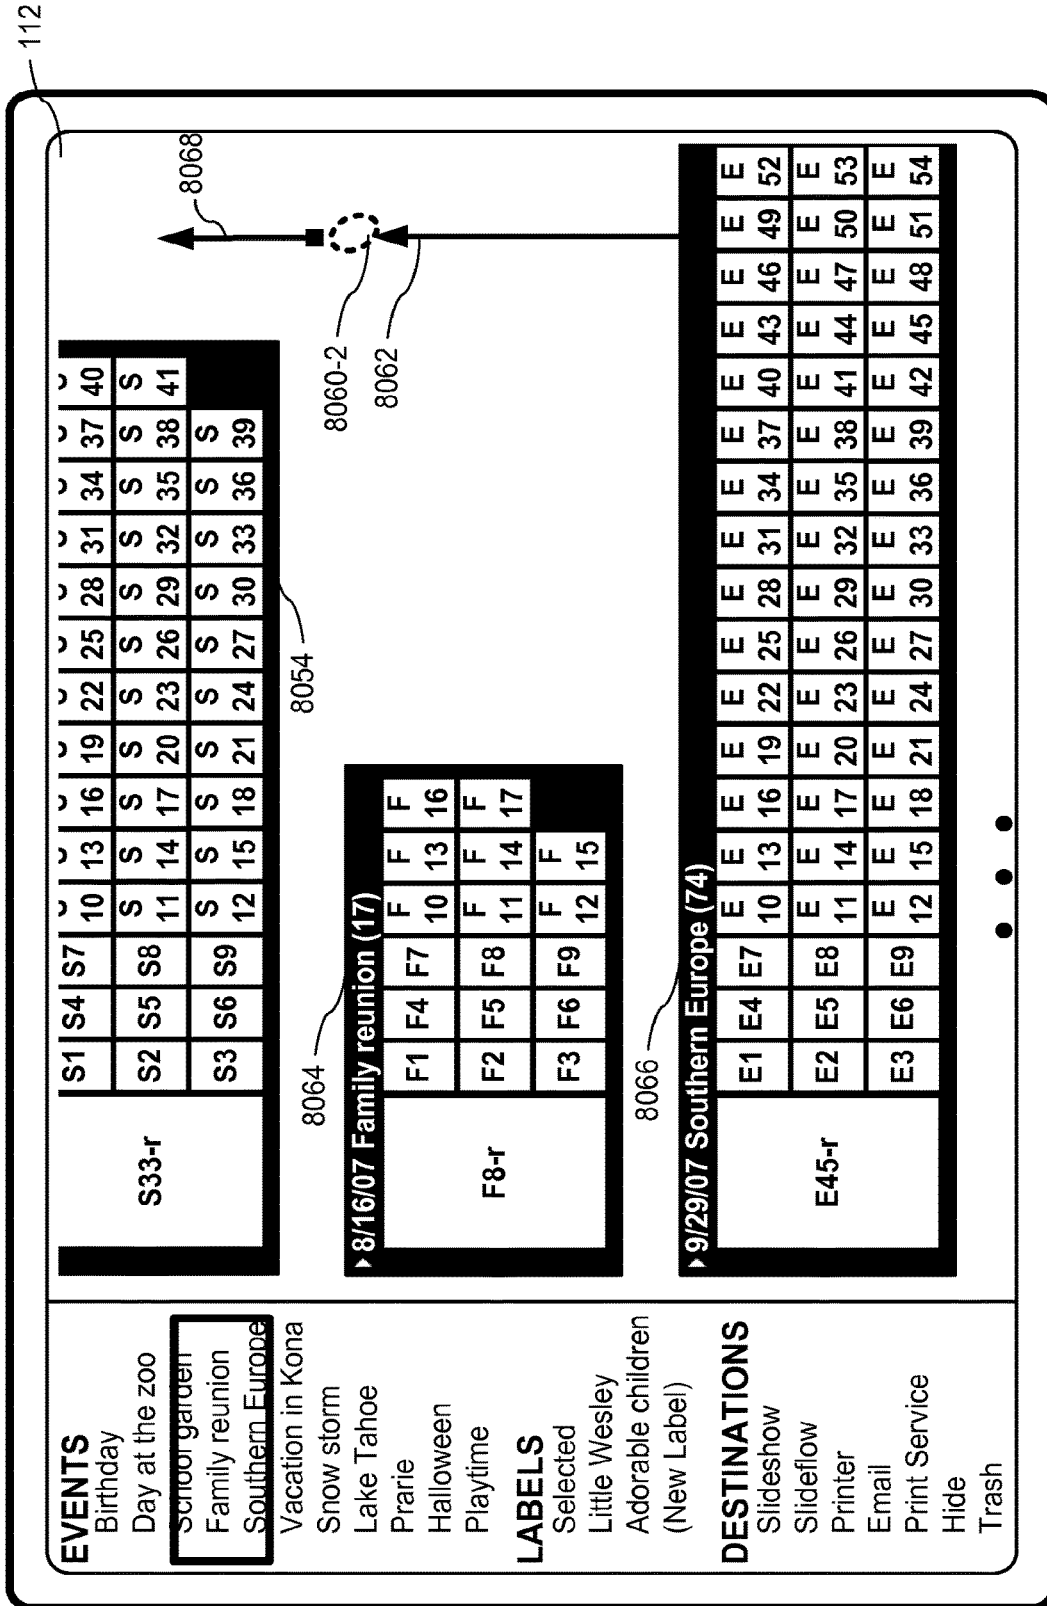 112
EVENTS
Birthday
Day at the zoo
School garden
Family reunion
Southern Europe
Vacation in Kona
Snow storm
Lake Tahoe
Prarie
Halloween
Playtime
LABELS
Selected
Little Wesley
Adorable children
(New Label)
DESTINATIONS
Slideshow
Slideflow
Printer
Email
Print Service
Hide
Trash
S33-r
S1 S4 S7 10 13 16 19 22 25 28 31 34 37 40
S2 S5 S8 S 11 S 14 S 17 S 20 S 23 S 26 S 29 S 32 S 35 S 38 S 41
S3 S6 S9 S 12 S 15 S 18 S 21 S 24 S 27 S 30 S 33 S 36 S 39
8054
8068
8060-2
8062
8064
8/16/07 Family reunion (17)
F8-r
F1 F4 F7 F 10 F 13 F 16
F2 F5 F8 F 11 F 14 F 17
F3 F6 F9 F 12 F 15
8066
9/29/07 Southern Europe (74)
E45-r
E1 E4 E7 E 10 E 13 E 16 E 19 E 22 E 25 E 28 E 31 E 34 E 37 E 40 E 43 E 46 E 49 E 52
E2 E5 E8 E 11 E 14 E 17 E 20 E 23 E 26 E 29 E 32 E 35 E 38 E 41 E 44 E 47 E 50 E 53
E3 E6 E9 E 12 E 15 E 18 E 21 E 24 E 27 E 30 E 33 E 36 E 39 E 42 E 45 E 48 E 51 E 54